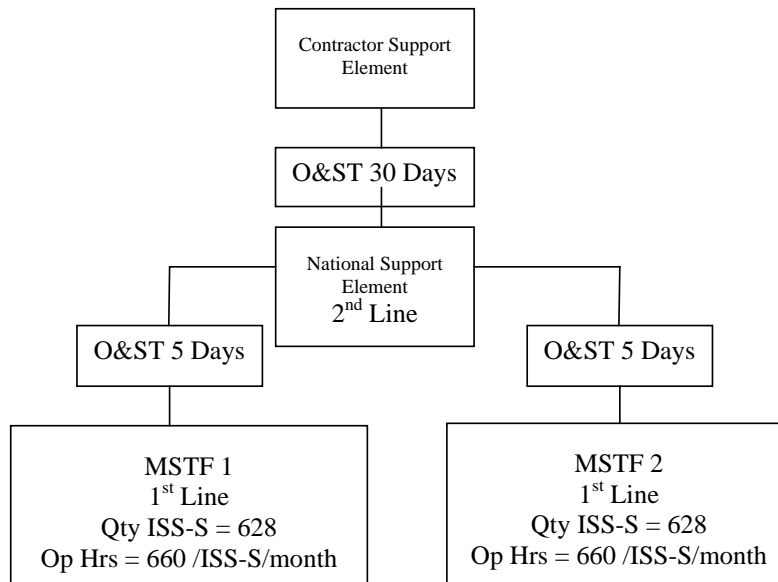 Contractor Support
Element
O&ST 30 Days
National Support
Element
2nd Line
O&ST 5 Days
O&ST 5 Days
MSTF 1
1st Line
Qty ISS-S = 628
Op Hrs = 660 /ISS-S/month
MSTF 2
1st Line
Qty ISS-S = 628
Op Hrs = 660 /ISS-S/month